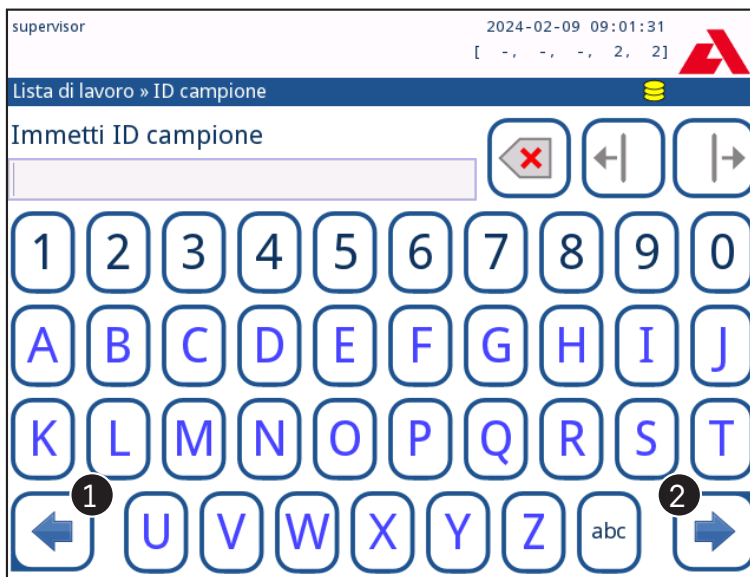 supervisor
2024-02-09 09:01:31
[ -, -, -, 2, 2]
Lista di lavoro » ID campione
Immetti ID campione
1 2 3 4 5 6 7 8 9 0
A B C D E F G H I J
K L M N O P Q R S T
1 2
U V W X Y Z abc